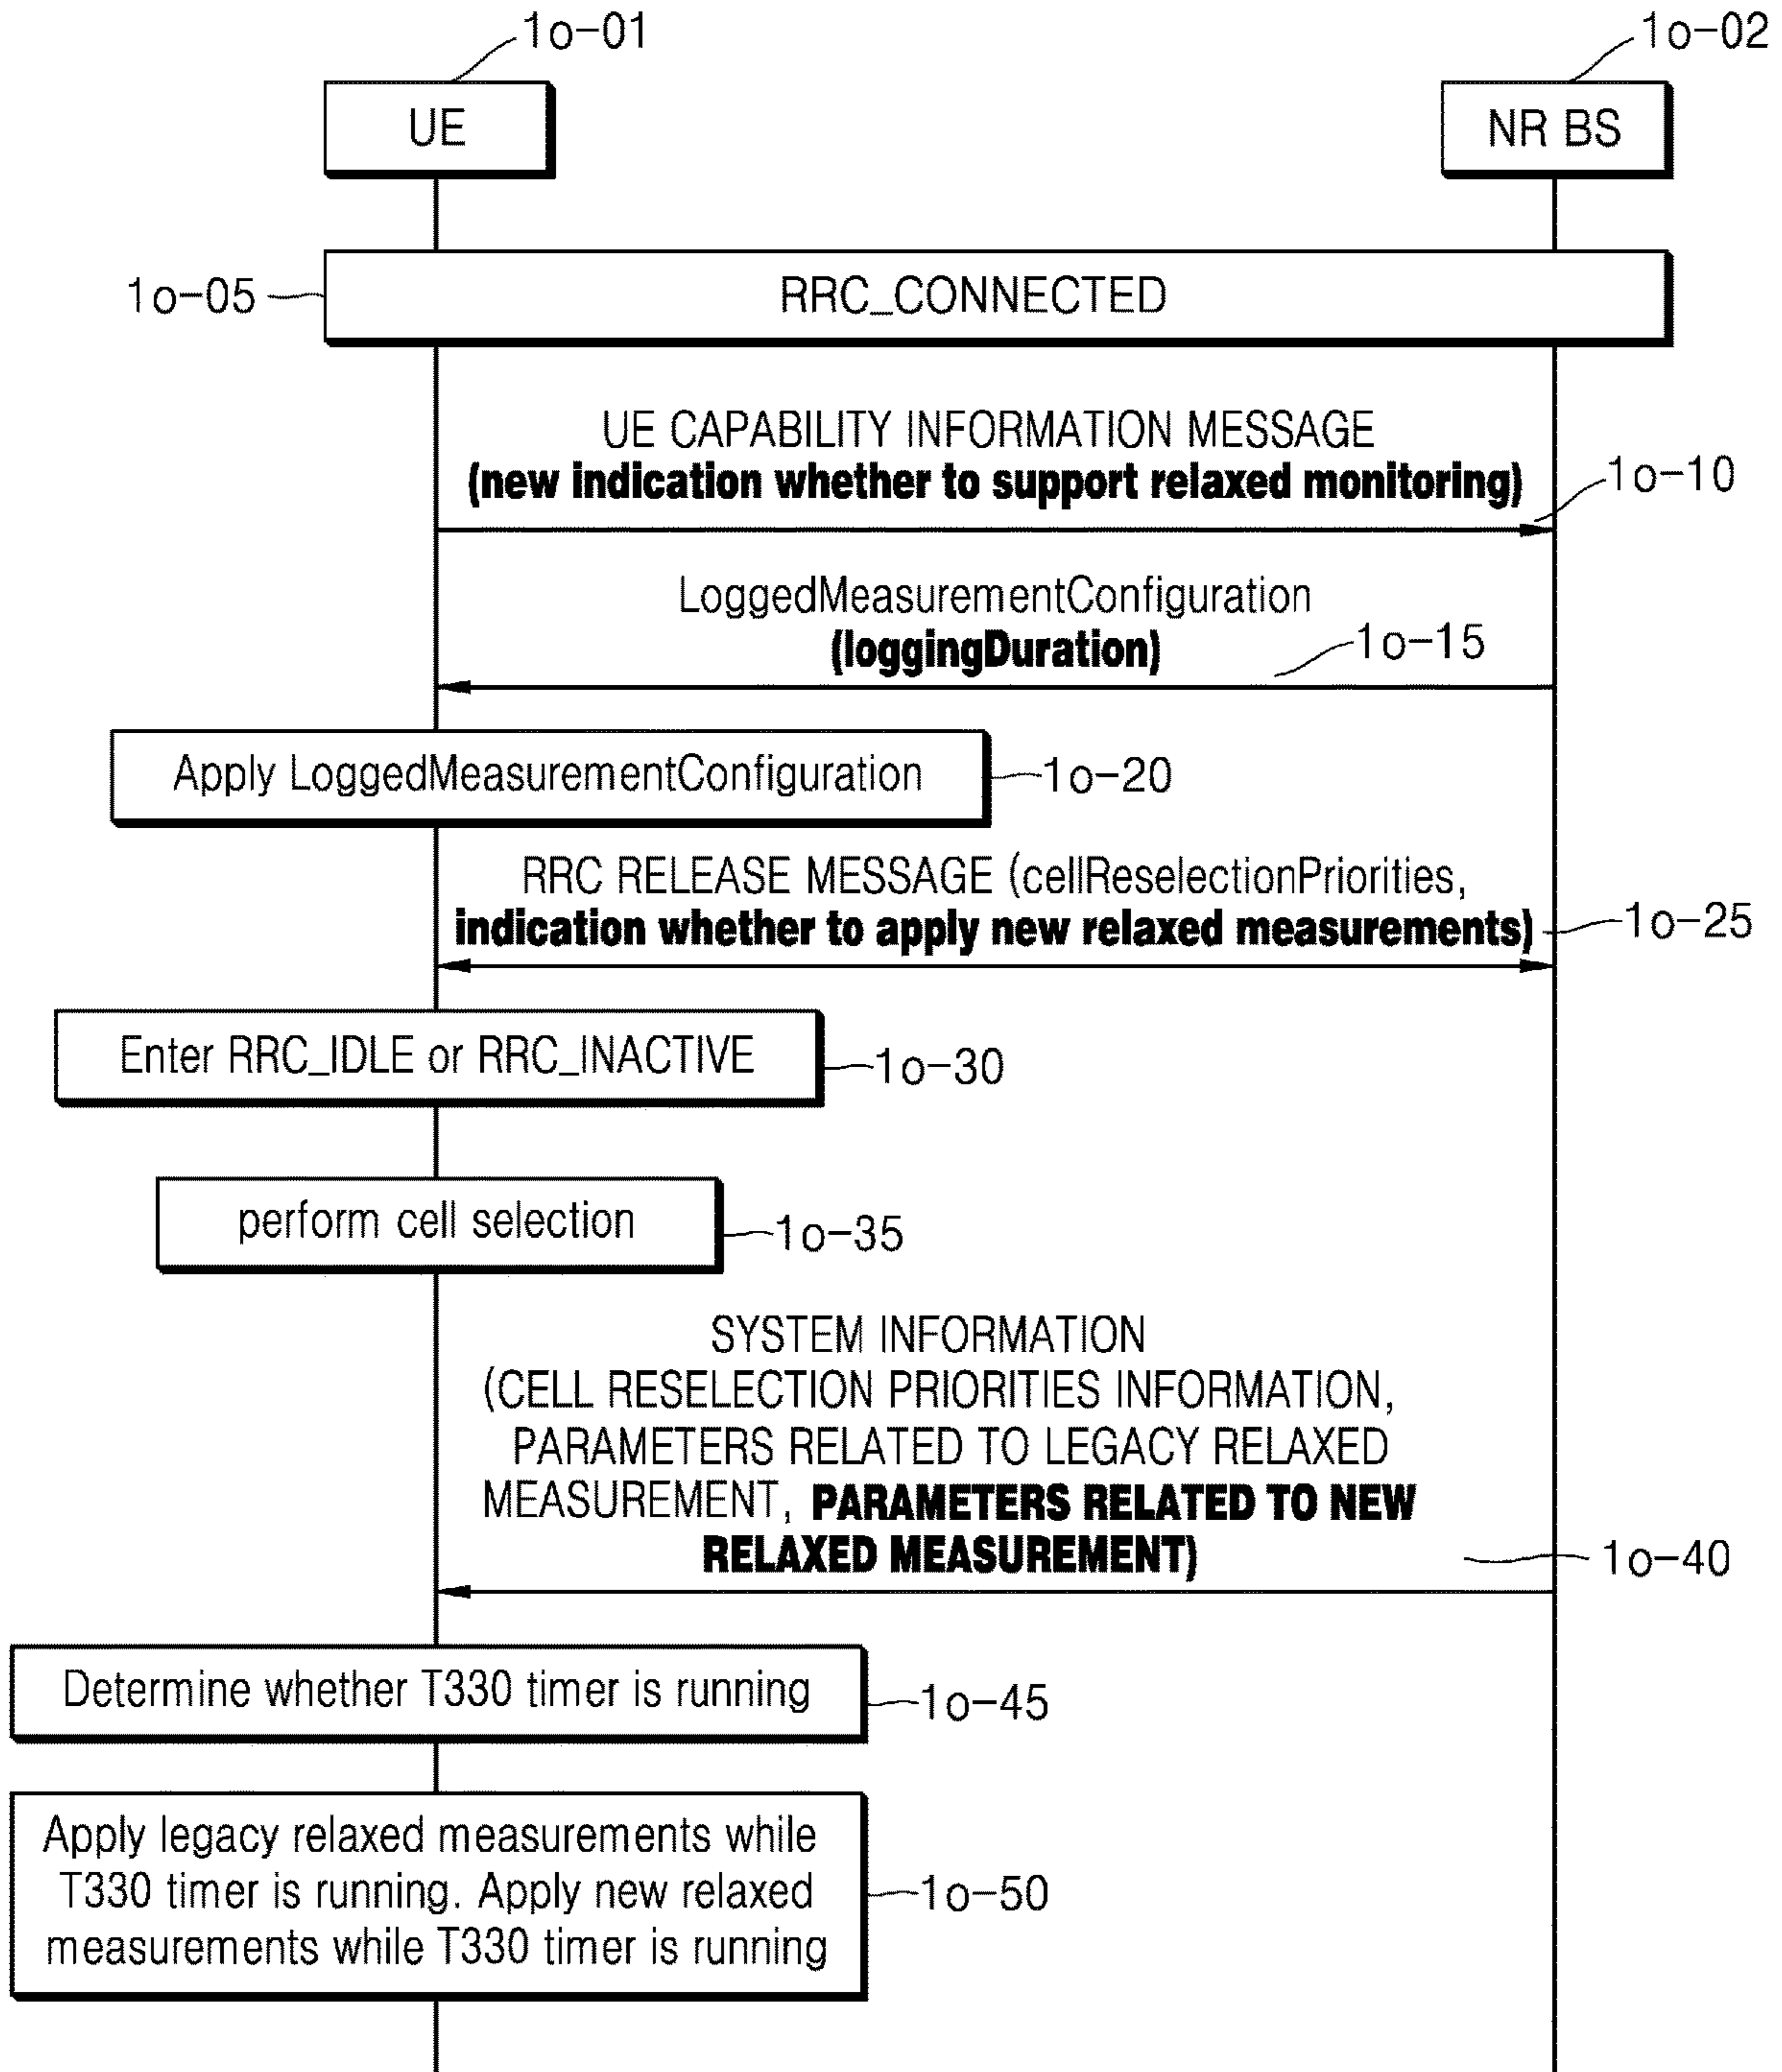 1o-01
1o-02
UE
NR BS
1o-05
RRC_CONNECTED
UE CAPABILITY INFORMATION MESSAGE
(new indication whether to support relaxed monitoring)
1o-10
LoggedMeasurementConfiguration
(loggingDuration)
1o-15
Apply LoggedMeasurementConfiguration
1o-20
RRC RELEASE MESSAGE (cellReselectionPriorities,
indication whether to apply new relaxed measurements)
1o-25
Enter RRC_IDLE or RRC_INACTIVE
1o-30
perform cell selection
1o-35
SYSTEM INFORMATION
(CELL RESELECTION PRIORITIES INFORMATION,
PARAMETERS RELATED TO LEGACY RELAXED
MEASUREMENT, PARAMETERS RELATED TO NEW
RELAXED MEASUREMENT)
1o-40
Determine whether T330 timer is running
1o-45
Apply legacy relaxed measurements while
T330 timer is running. Apply new relaxed
measurements while T330 timer is running
1o-50